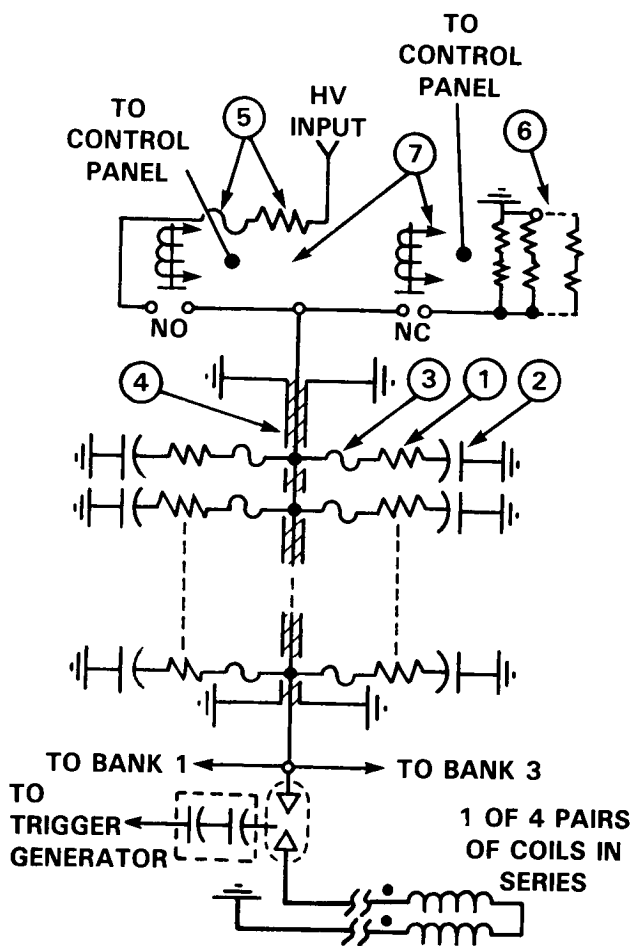 TO
CONTROL
PANEL
HV
INPUT
TO
CONTROL
PANEL
5
7
6
NO
NC
4
3
1
2
TO BANK 1
TO BANK 3
TO
TRIGGER
GENERATOR
1 OF 4 PAIRS
OF COILS IN
SERIES